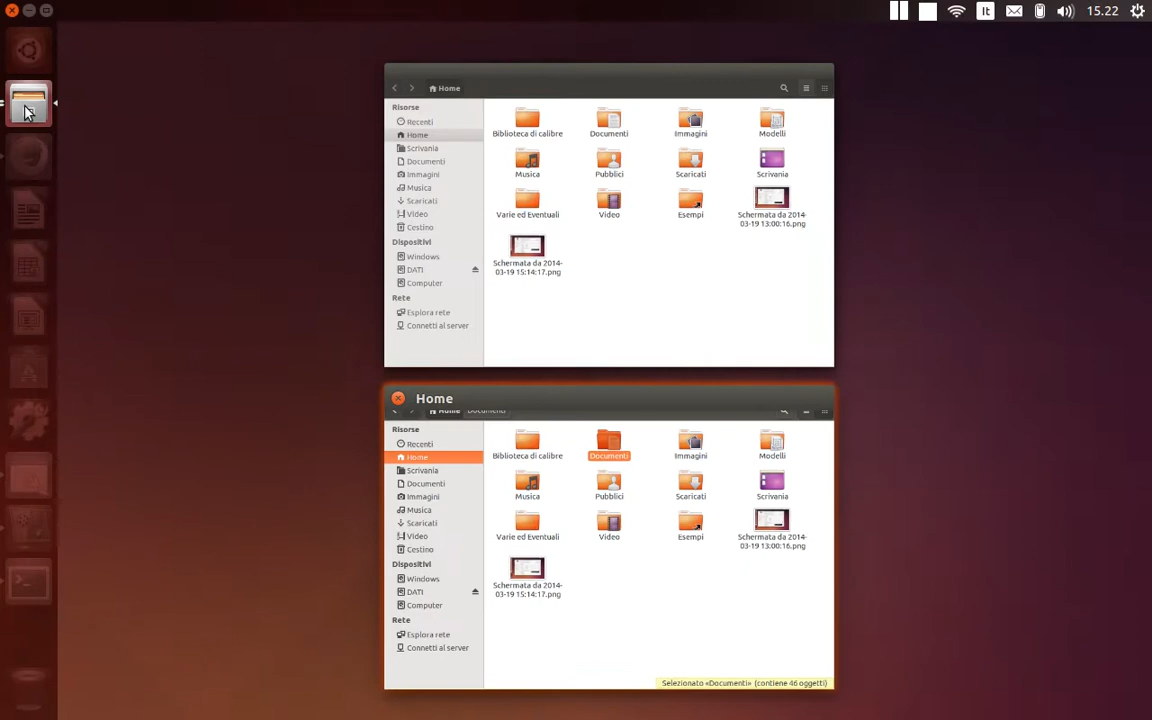 It
15.22
Home
Risorse
Recenti
Home
Scrivania
Documenti
Immagini
Musica
Scaricati
Video
Cestino
Dispositivi
Windows
DATI
Computer
Rete
Esplora rete
Connetti al server
Biblioteca di calibre
Documenti
Immagini
Modelli
Musica
Pubblici
Scaricati
Scrivania
Varie ed Eventuali
Video
Esempi
Schermata da 2014-
03-19 13:00:16.png
Schermata da 2014-
03-19 15:14:17.png
Home
Home
Documenti
Risorse
Recenti
Home
Scrivania
Documenti
Immagini
Musica
Scaricati
Video
Cestino
Dispositivi
Windows
DATI
Computer
Rete
Esplora rete
Connetti al server
Biblioteca di calibre
Documenti
Immagini
Modelli
Musica
Pubblici
Scaricati
Scrivania
Varie ed Eventuali
Video
Esempi
Schermata da 2014-
03-19 13:00:16.png
Schermata da 2014-
03-19 15:14:17.png
Selezionato «Documenti» (contiene 46 oggetti)